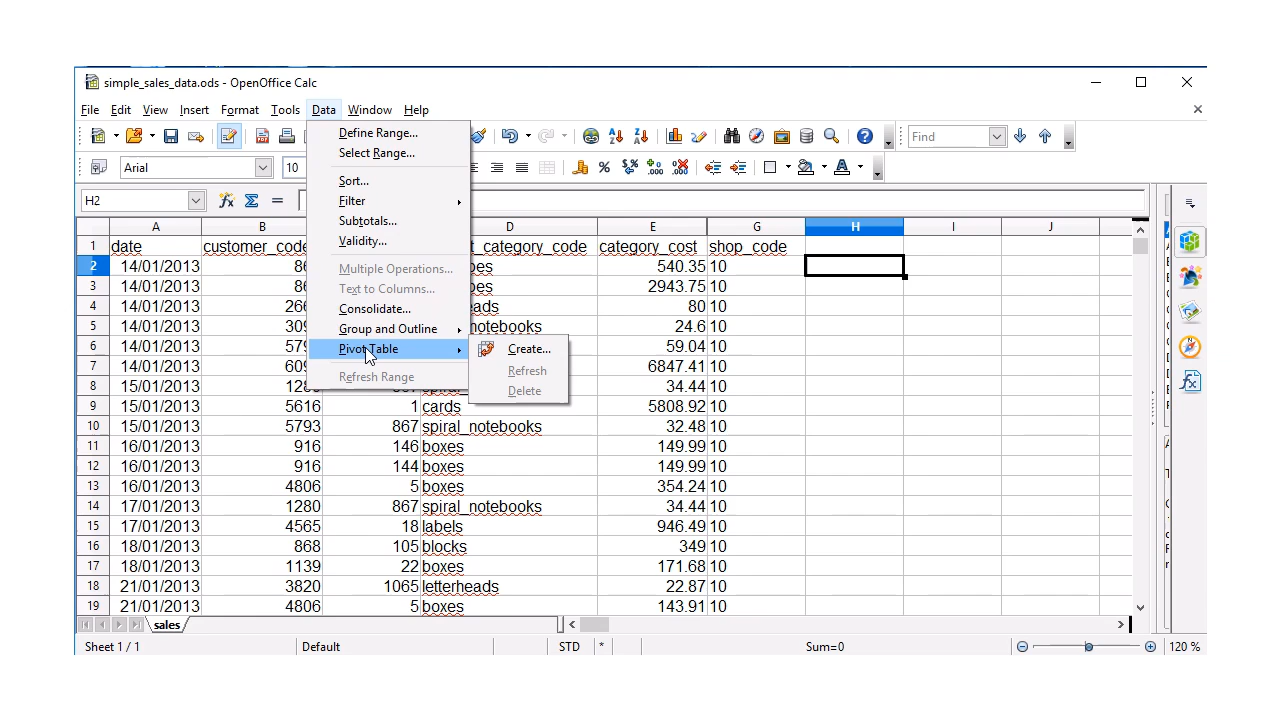 simple_sales_data.ods - OpenOffice Calc
File Edit View Insert Format Tools Data Window Help
Find
Arial 10
H2
Define Range...
Select Range...
Sort...
Filter
Subtotals...
Validity...
Multiple Operations...
Text to Columns...
Consolidate...
Group and Outline
Pivot Table
Refresh Range
Create...
Refresh
Delete
A B D E G H I J
1 date customer_code category_code category_cost shop_code
2 14/01/2013 540.35 10
3 14/01/2013 2943.75 10
4 14/01/2013 80 10
5 14/01/2013 notebooks 24.6 10
6 14/01/2013 59.04 10
7 14/01/2013 6847.41 10
8 15/01/2013 34.44 10
9 15/01/2013 5616 1 cards 5808.92 10
10 15/01/2013 5793 867 spiral_notebooks 32.48 10
11 16/01/2013 916 146 boxes 149.99 10
12 16/01/2013 916 144 boxes 149.99 10
13 16/01/2013 4806 5 boxes 354.24 10
14 17/01/2013 1280 867 spiral_notebooks 34.44 10
15 17/01/2013 4565 18 labels 946.49 10
16 18/01/2013 868 105 blocks 349 10
17 18/01/2013 1139 22 boxes 171.68 10
18 21/01/2013 3820 1065 letterheads 22.87 10
19 21/01/2013 4806 5 boxes 143.91 10
sales
Sheet 1 / 1 Default STD * Sum=0 120 %